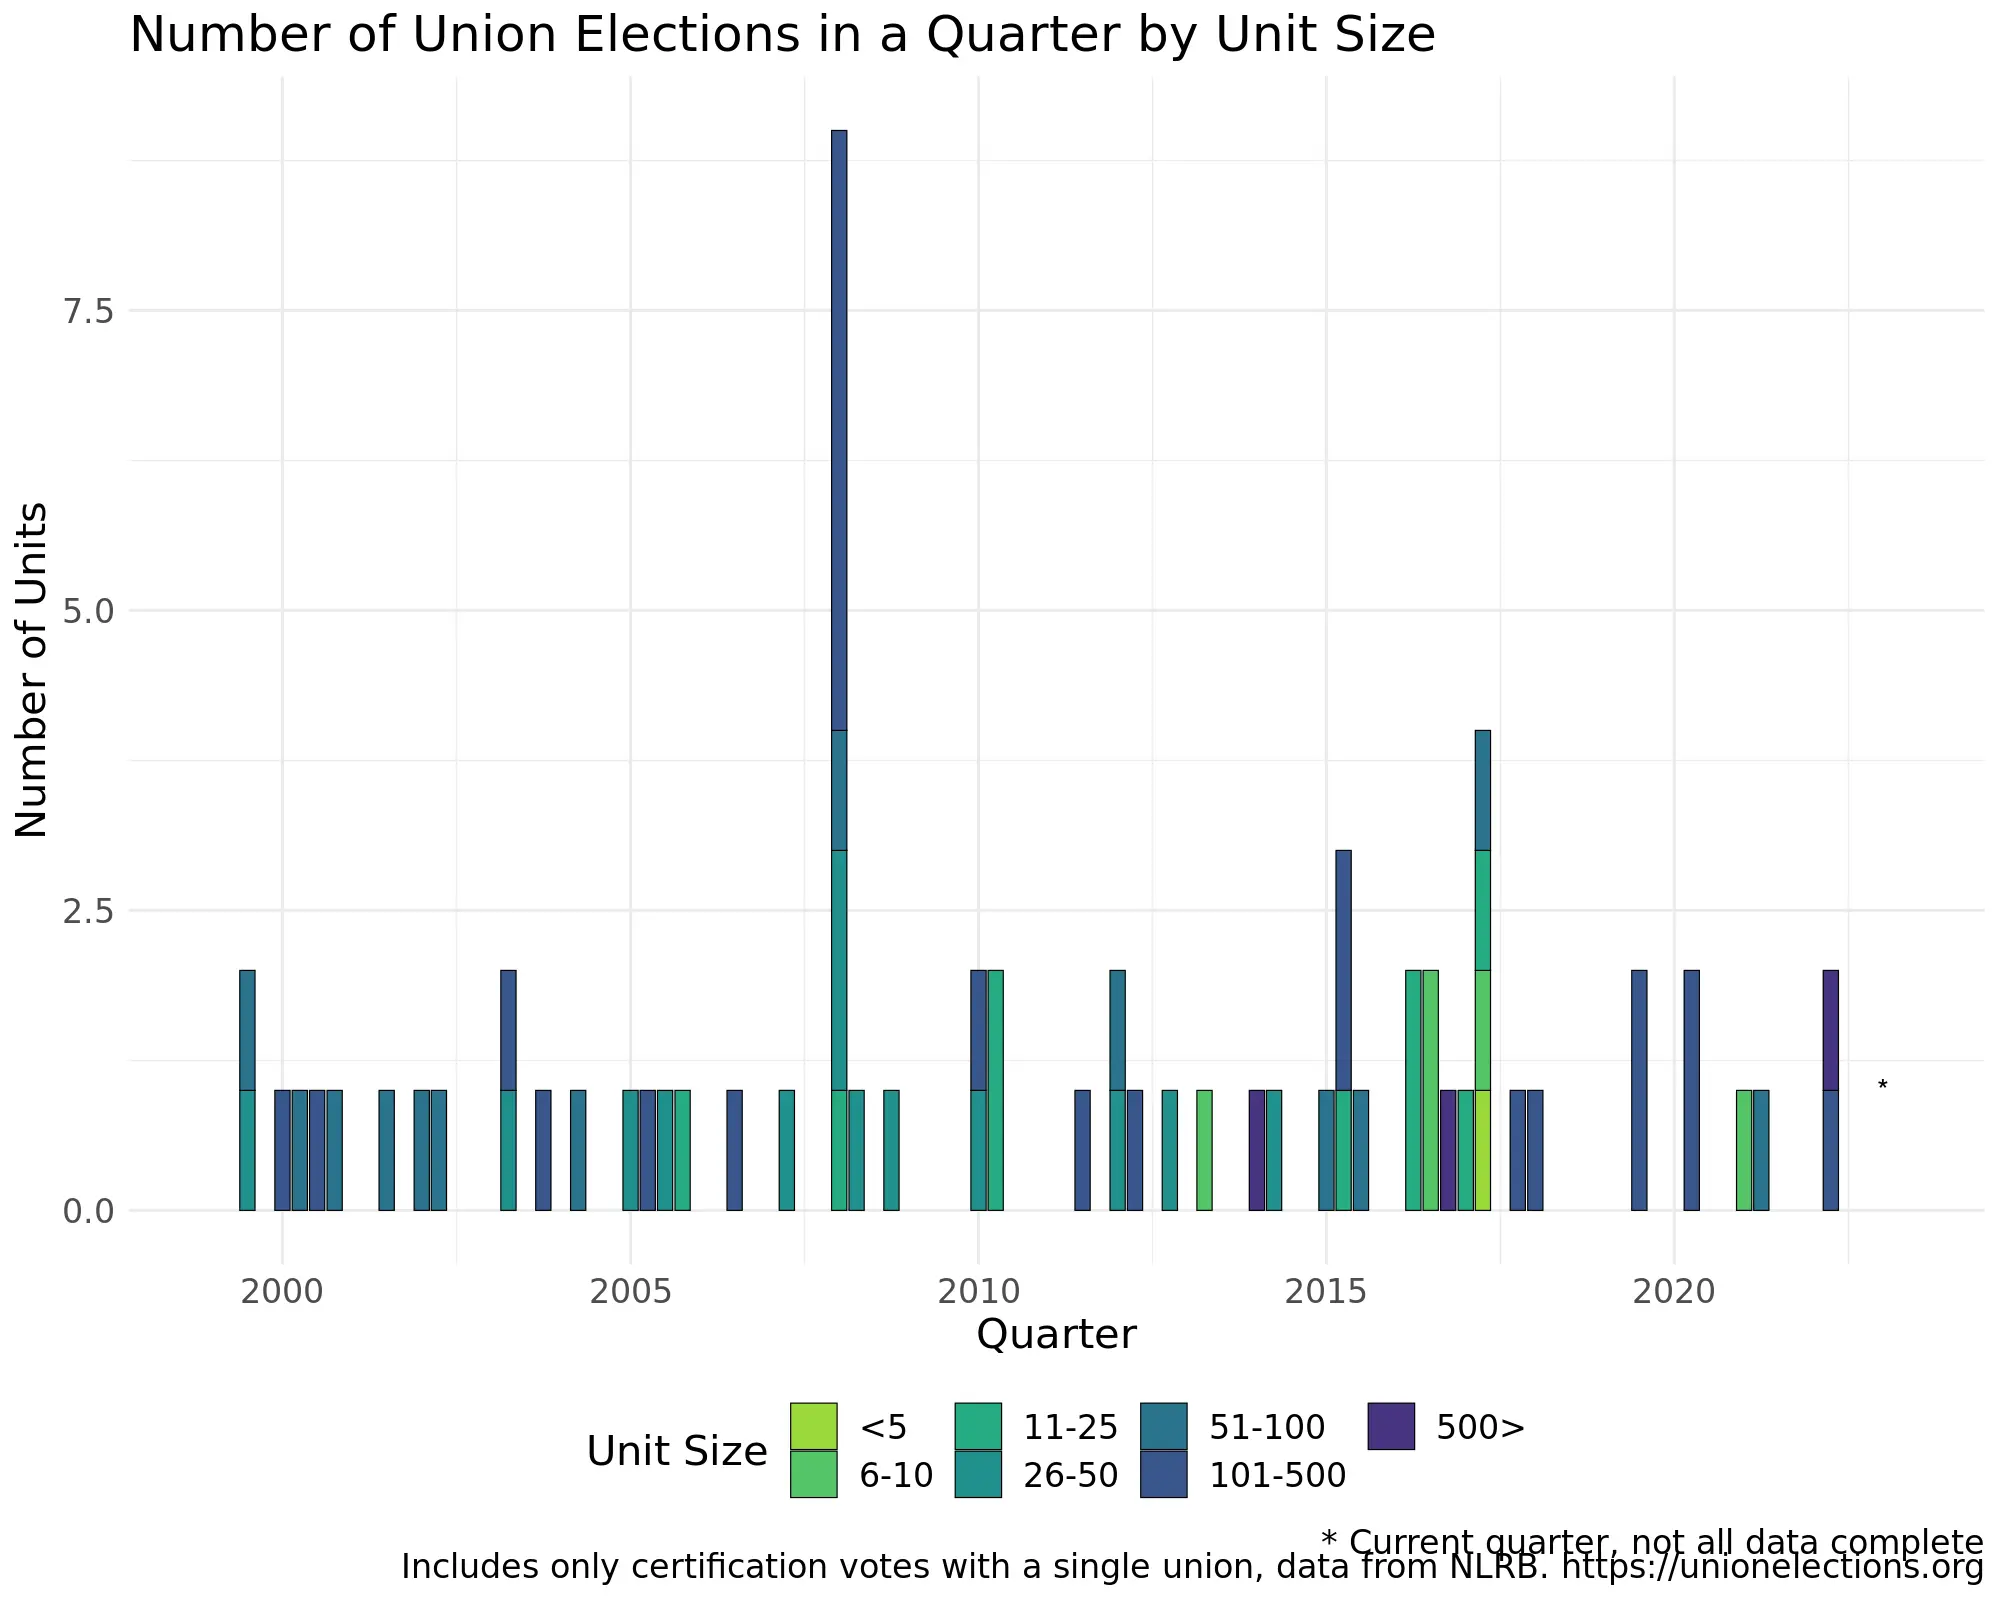 Number of Union Elections in a Quarter by Unit Size
Number of Units
7.5
5.0
2.5
0.0
*
2000 2005 2010 2015 2020
Quarter
Unit Size
<5 11-25 51-100 500>
6-10 26-50 101-500
* Current quarter, not all data complete
Includes only certification votes with a single union, data from NLRB. https://unionelections.org